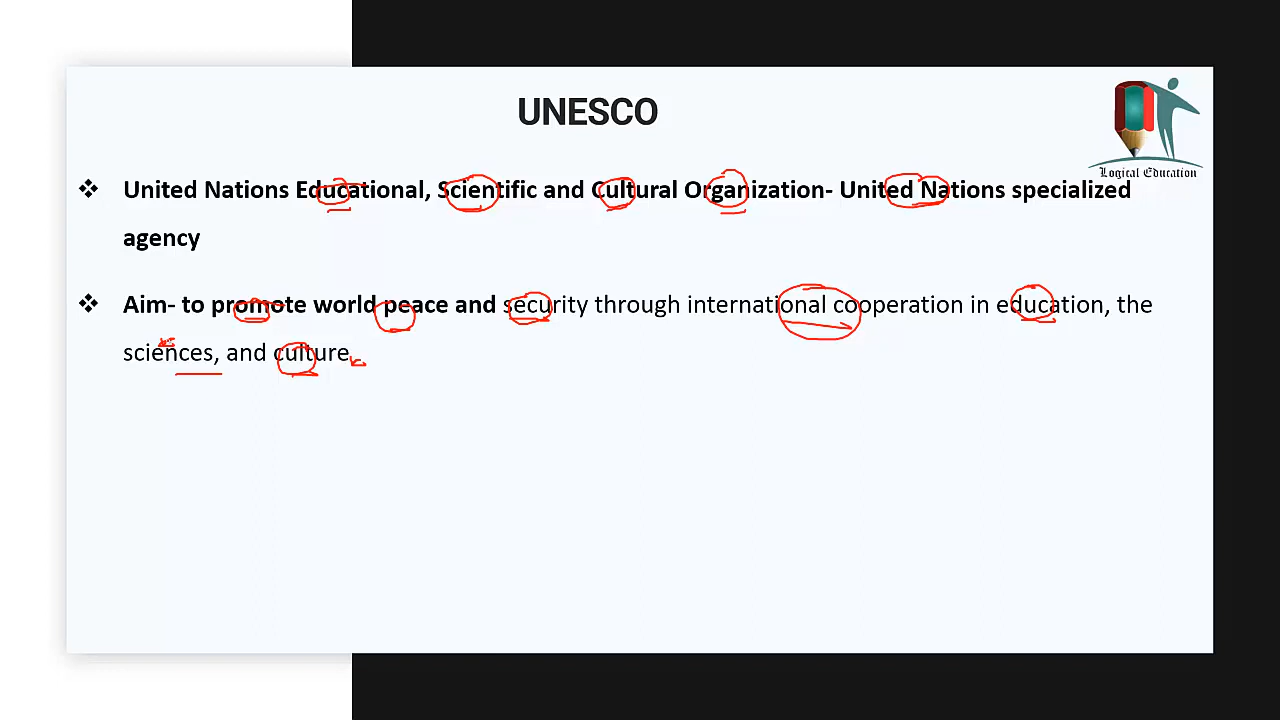 UNESCO
Logical Education
❖ United Nations Educational, Scientific and Cultural Organization- United Nations specialized
agency
❖ Aim- to promote world peace and security through international cooperation in education, the
sciences, and culture